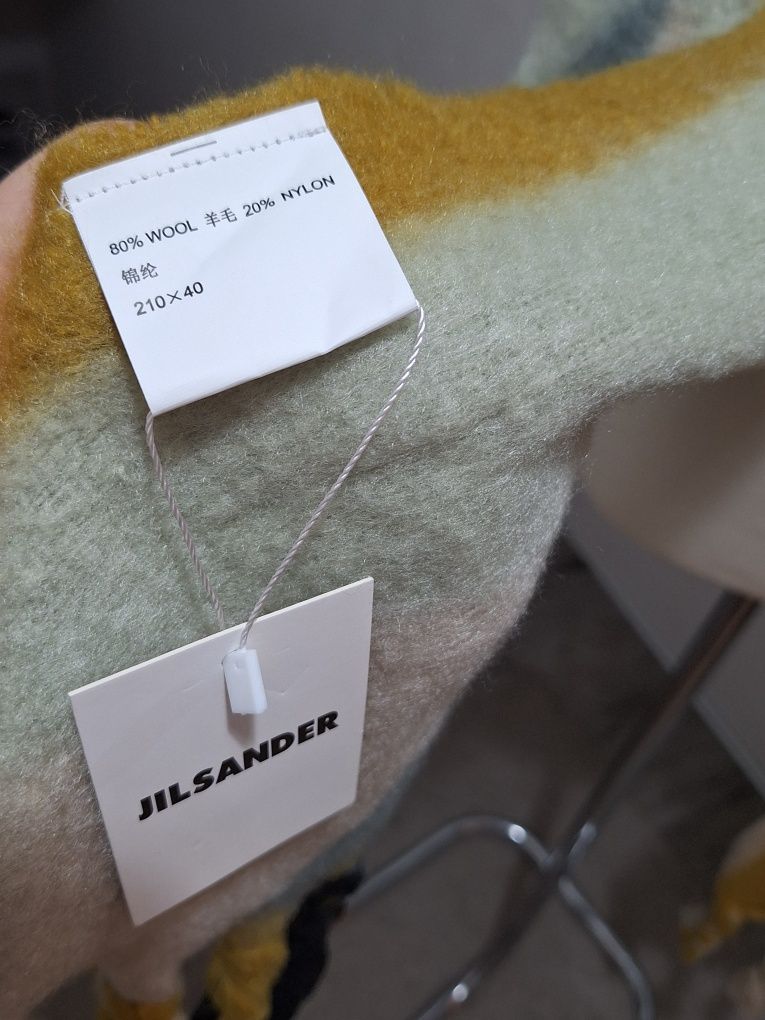 80% WOOL 羊毛 20% NYLON
锦纶
210×40
JILSANDER